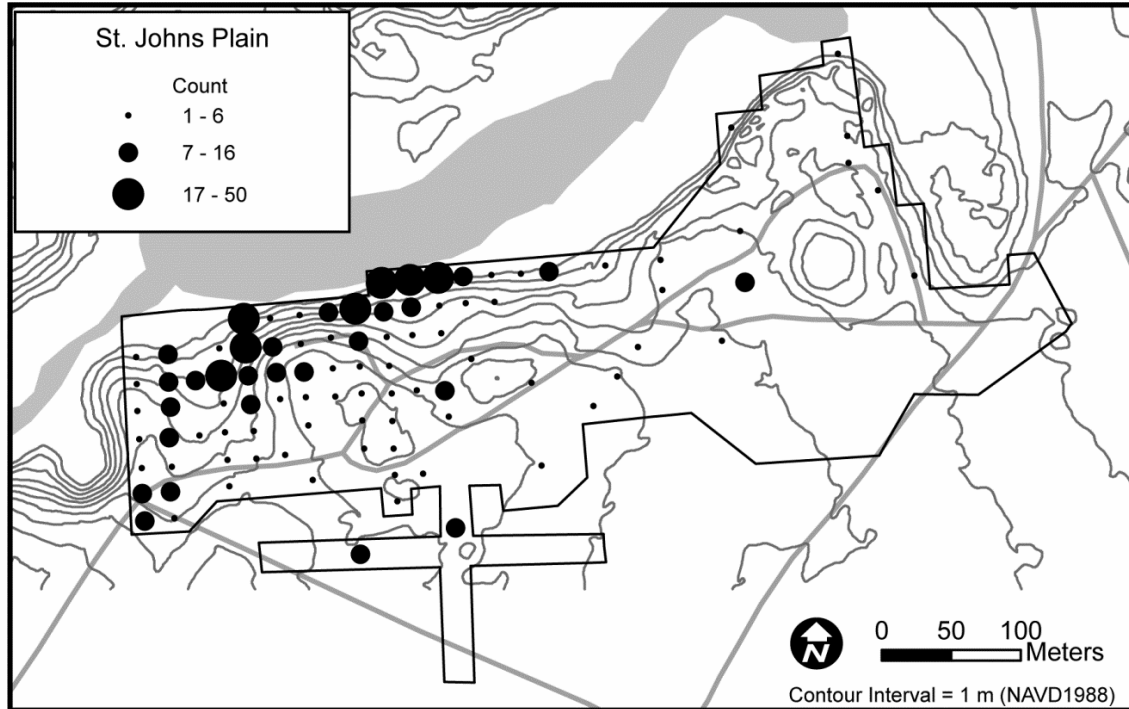 St. Johns Plain
Count
1 - 6
7 - 16
17 - 50
N
0 50 100
Meters
Contour Interval = 1 m (NAVD1988)